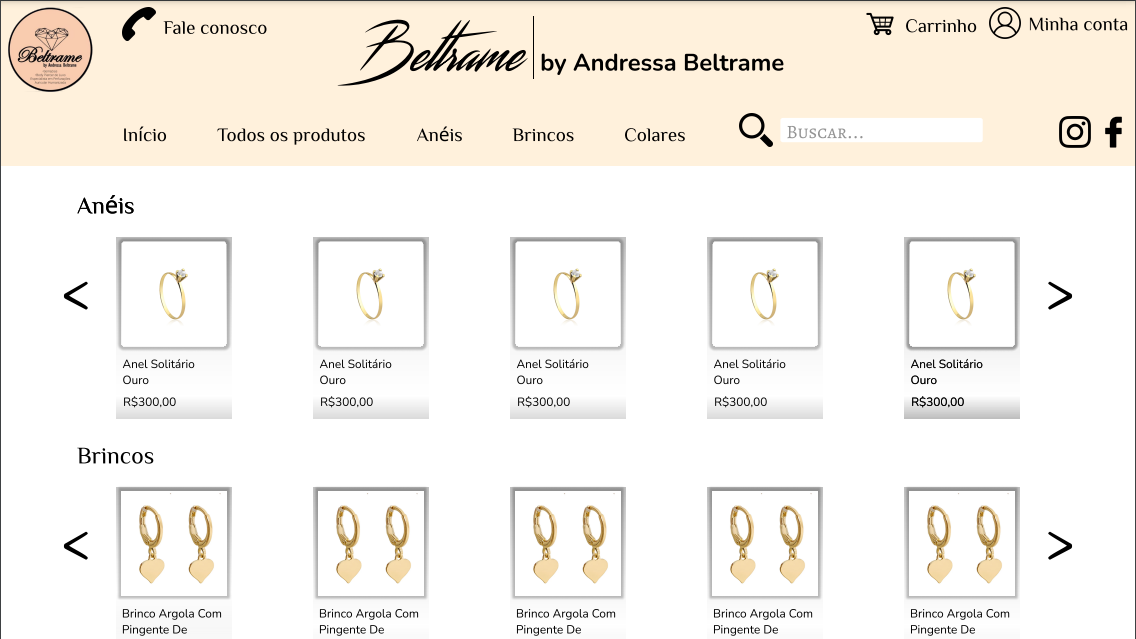 Beltrame
by Andressa Beltrame
Fale conosco
Beltrame by Andressa Beltrame
Carrinho
Minha conta
Início
Todos os produtos
Anéis
Brincos
Colares
Buscar...
Anéis
<
Anel Solitário
Ouro
R$300,00
Anel Solitário
Ouro
R$300,00
Anel Solitário
Ouro
R$300,00
Anel Solitário
Ouro
R$300,00
Anel Solitário
Ouro
R$300,00
>
Brincos
<
Brinco Argola Com
Pingente De
Brinco Argola Com
Pingente De
Brinco Argola Com
Pingente De
Brinco Argola Com
Pingente De
Brinco Argola Com
Pingente De
>